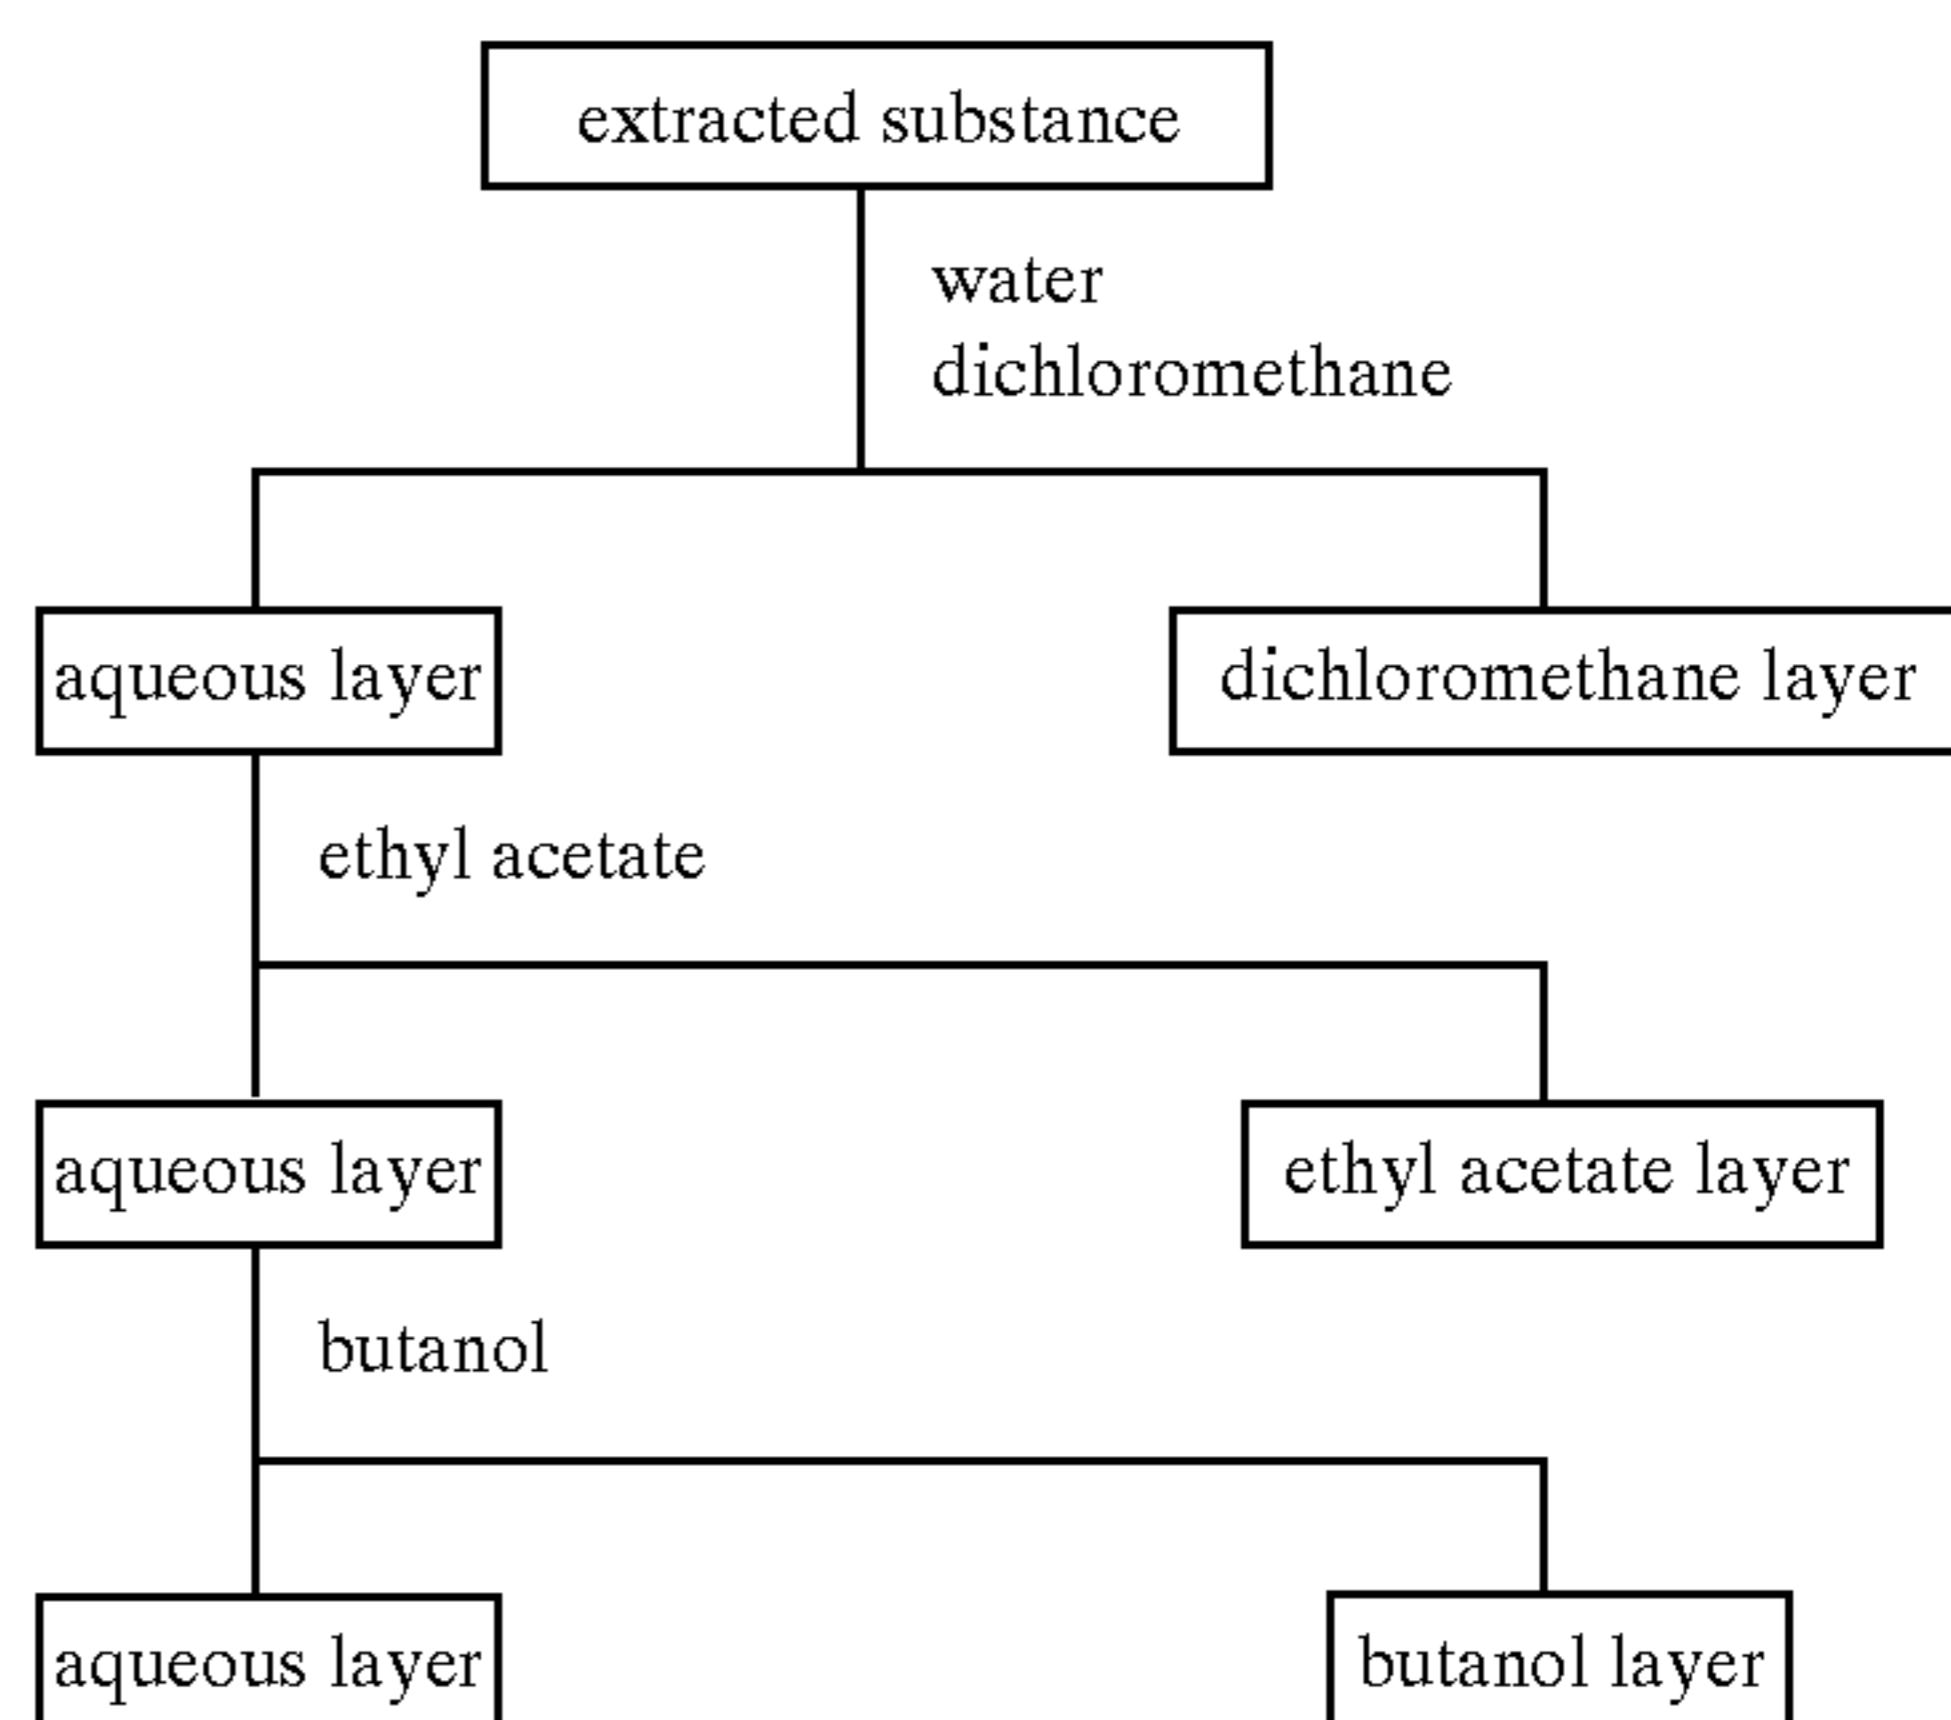 extracted substance
water
dichloromethane
aqueous layer
dichloromethane layer
ethyl acetate
aqueous layer
ethyl acetate layer
butanol
aqueous layer
butanol layer